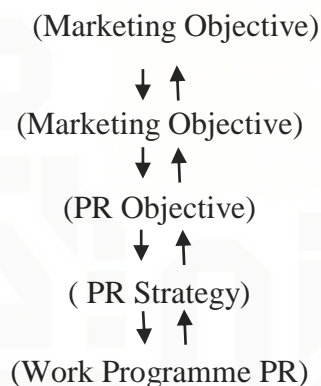 (Marketing Objective)
(Marketing Objective)
(PR Objective)
( PR Strategy)
(Work Programme PR)